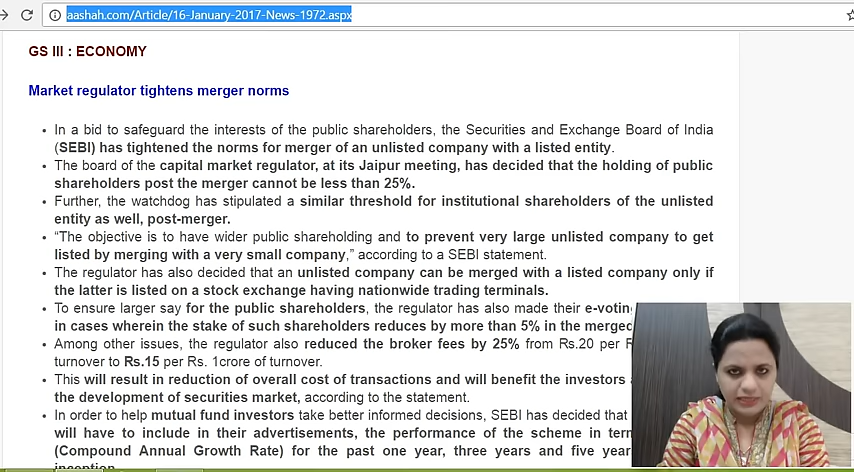 aashah.com/Article/16-January-2017-News-1972.aspx
GS III : ECONOMY
Market regulator tightens merger norms
• In a bid to safeguard the interests of the public shareholders, the Securities and Exchange Board of India
(SEBI) has tightened the norms for merger of an unlisted company with a listed entity.
• The board of the capital market regulator, at its Jaipur meeting, has decided that the holding of public
shareholders post the merger cannot be less than 25%.
• Further, the watchdog has stipulated a similar threshold for institutional shareholders of the unlisted
entity as well, post-merger.
• “The objective is to have wider public shareholding and to prevent very large unlisted company to get
listed by merging with a very small company,” according to a SEBI statement.
• The regulator has also decided that an unlisted company can be merged with a listed company only if
the latter is listed on a stock exchange having nationwide trading terminals.
• To ensure larger say for the public shareholders, the regulator has also made their e-voting
in cases wherein the stake of such shareholders reduces by more than 5% in the merged
• Among other issues, the regulator also reduced the broker fees by 25% from Rs.20 per
turnover to Rs.15 per Rs. 1crore of turnover.
• This will result in reduction of overall cost of transactions and will benefit the investors
the development of securities market, according to the statement.
• In order to help mutual fund investors take better informed decisions, SEBI has decided that
will have to include in their advertisements, the performance of the scheme in
(Compound Annual Growth Rate) for the past one year, three years and five year
inception